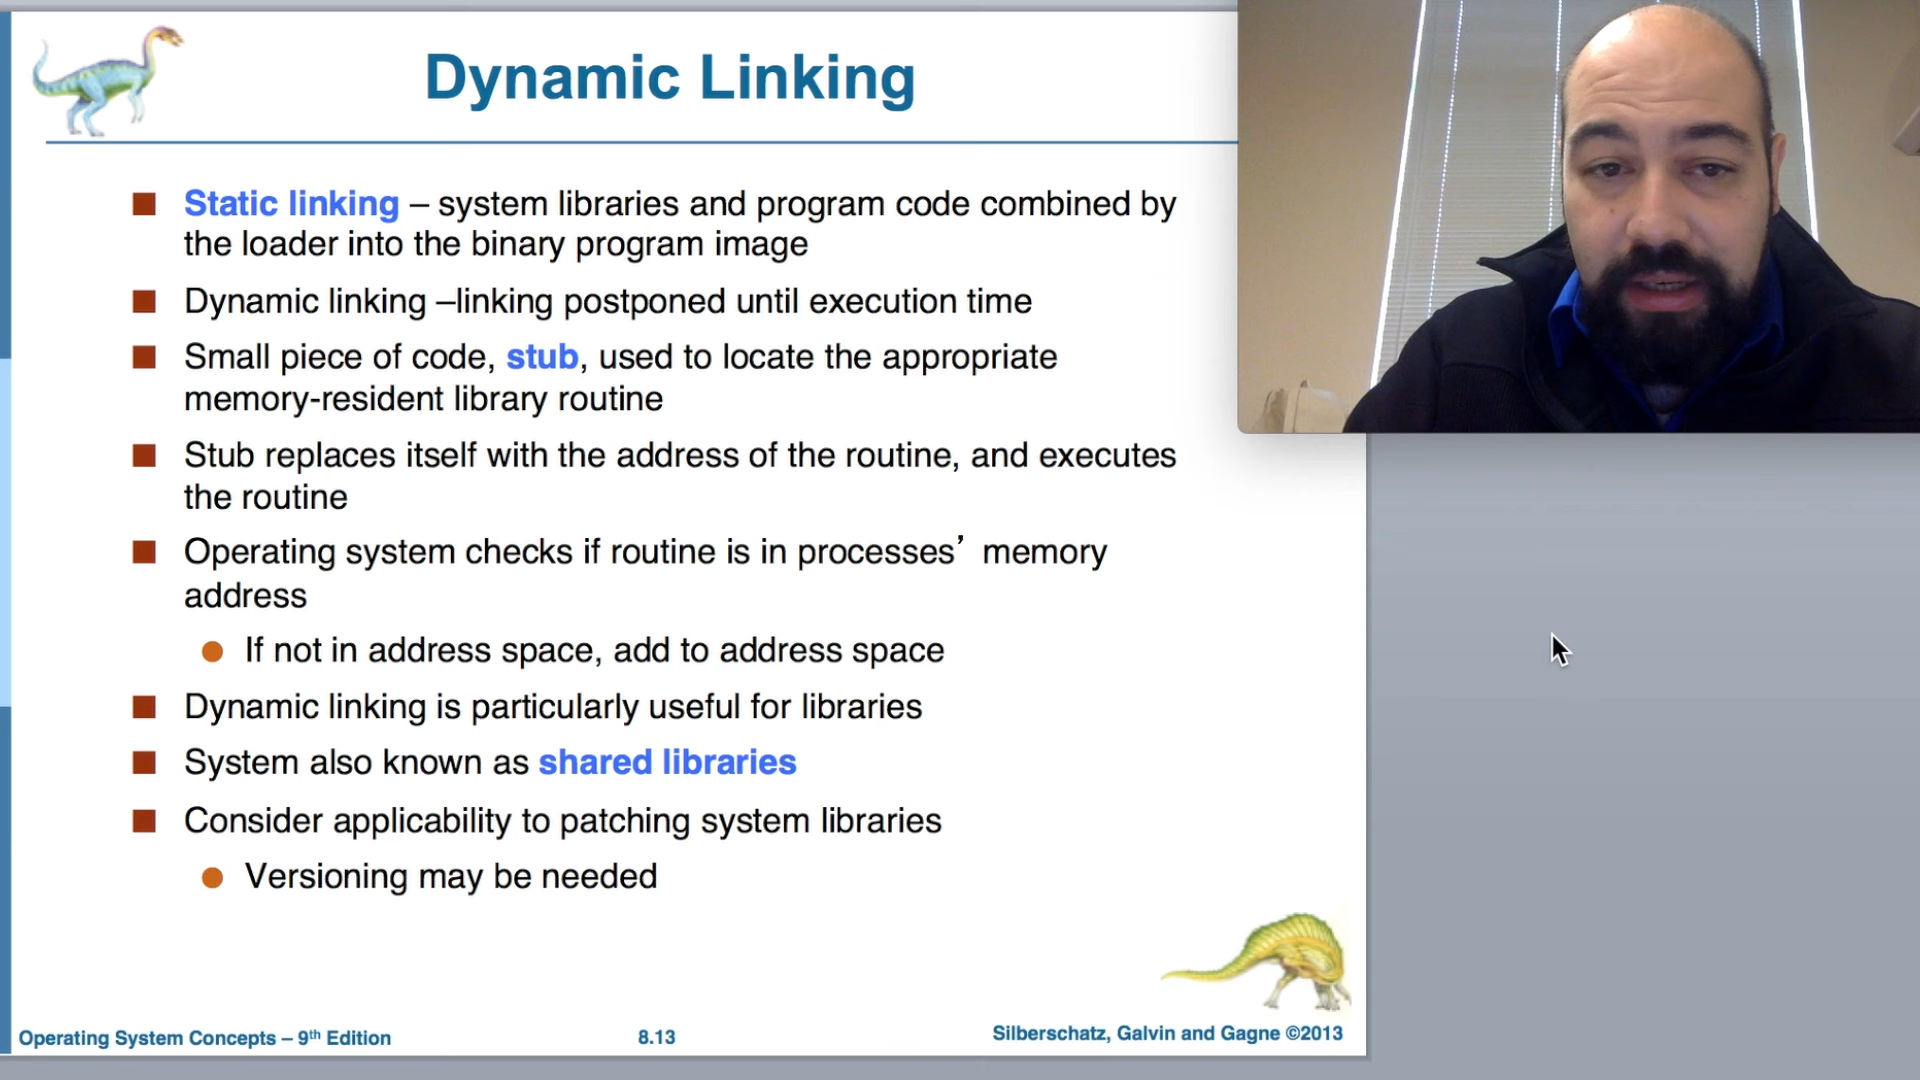 Dynamic Linking
Static linking – system libraries and program code combined by
the loader into the binary program image
Dynamic linking –linking postponed until execution time
Small piece of code, stub, used to locate the appropriate
memory-resident library routine
Stub replaces itself with the address of the routine, and executes
the routine
Operating system checks if routine is in processes’ memory
address
If not in address space, add to address space
Dynamic linking is particularly useful for libraries
System also known as shared libraries
Consider applicability to patching system libraries
Versioning may be needed
Operating System Concepts – 9th Edition
8.13
Silberschatz, Galvin and Gagne ©2013